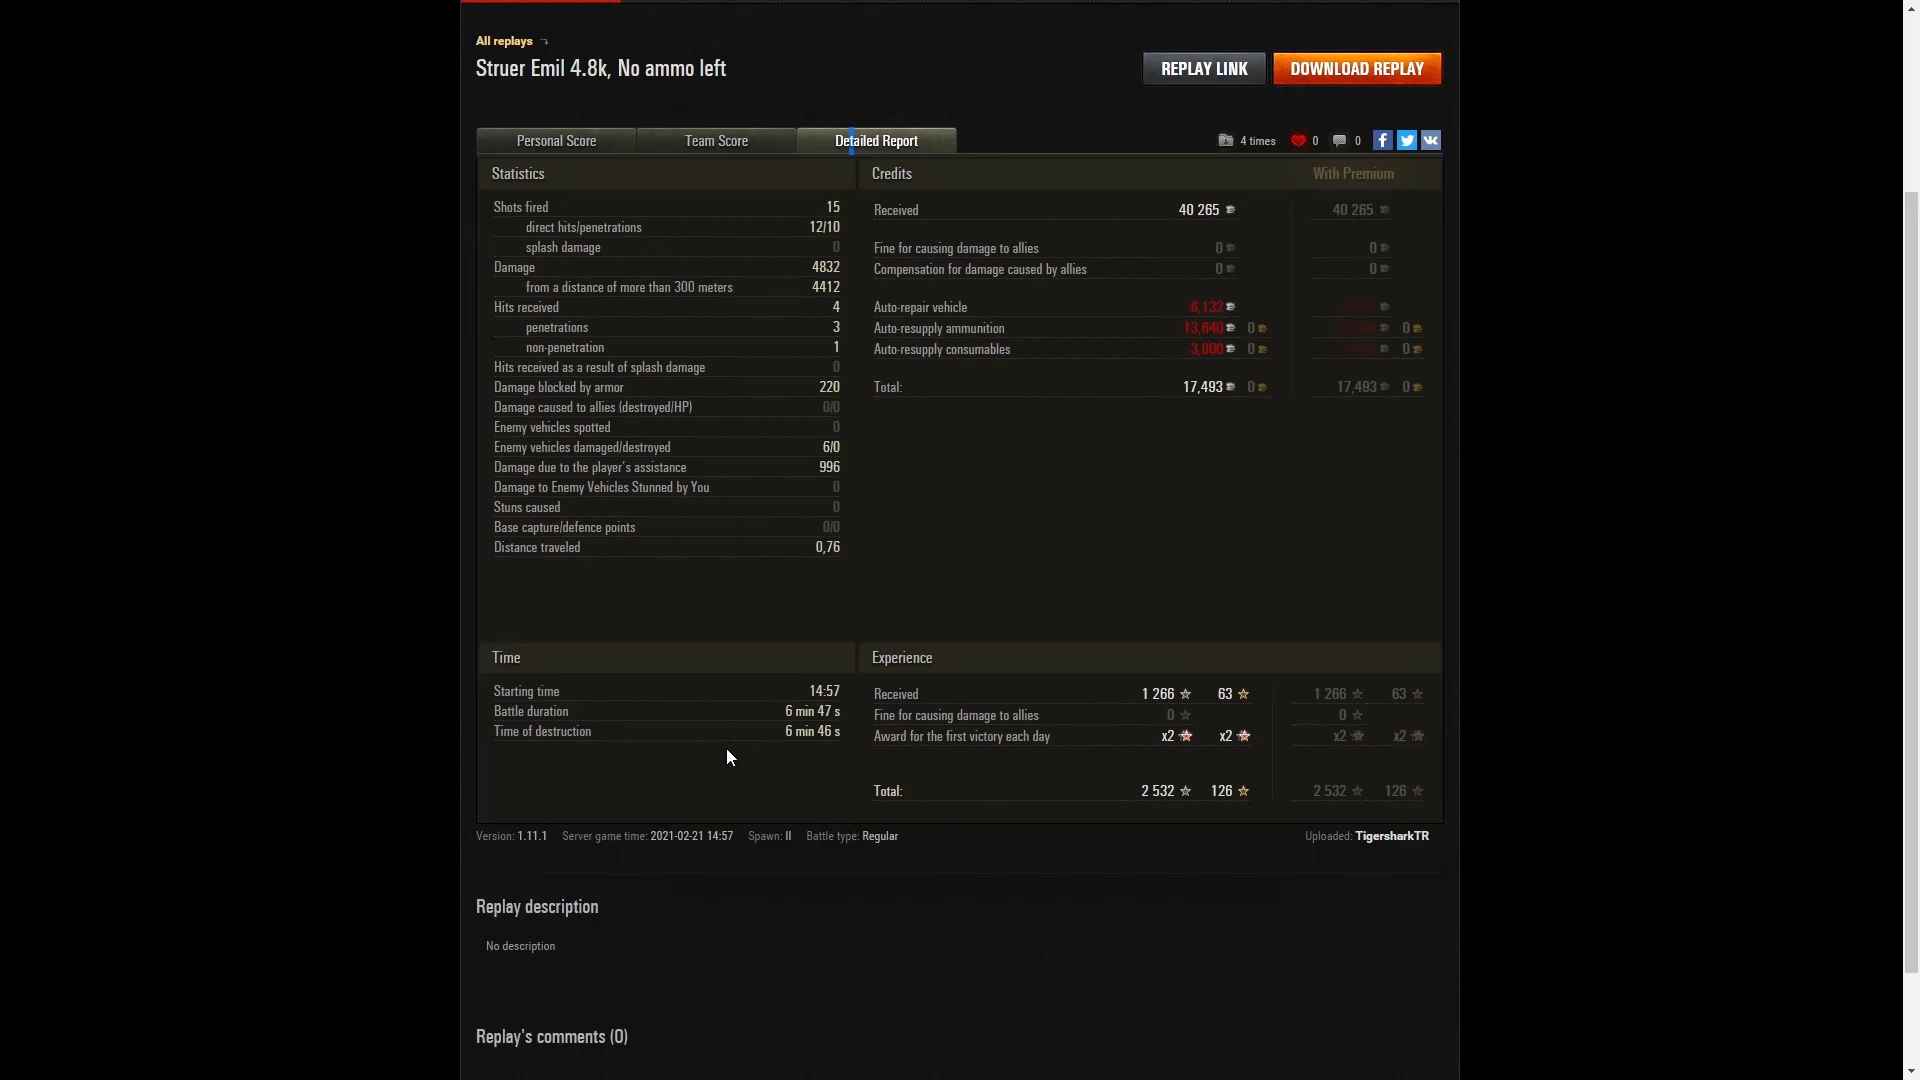 All replays
Struer Emil 4.8k, No ammo left
REPLAY LINK
DOWNLOAD REPLAY
Personal Score
Team Score
Detailed Report
4 times
0
0
Statistics
Shots fired 15
direct hits/penetrations 12/10
splash damage 0
Damage 4832
from a distance of more than 300 meters 4412
Hits received 4
penetrations 3
non-penetration 1
Hits received as a result of splash damage 0
Damage blocked by armor 220
Damage caused to allies (destroyed/HP) 0/0
Enemy vehicles spotted 0
Enemy vehicles damaged/destroyed 6/0
Damage due to the player's assistance 996
Damage to Enemy Vehicles Stunned by You 0
Stuns caused 0
Base capture/defence points 0/0
Distance traveled 0,76
Credits With Premium
Received 40 265 40 265
Fine for causing damage to allies 0 0
Compensation for damage caused by allies 0 0
Auto-repair vehicle -6,132
Auto-resupply ammunition -13,640 0 0
Auto-resupply consumables -3,000 0 0
Total: 17,493 0 17,493 0
Time
Starting time 14:57
Battle duration 6 min 47 s
Time of destruction 6 min 46 s
Experience
Received 1 266 63 1 266 63
Fine for causing damage to allies 0 0
Award for the first victory each day x2 x2 x2 x2
Total: 2 532 126 2 532 126
Version: 1.11.1 Server game time: 2021-02-21 14:57 Spawn: II Battle type: Regular Uploaded: TigersharkTR
Replay description
No description
Replay's comments (0)